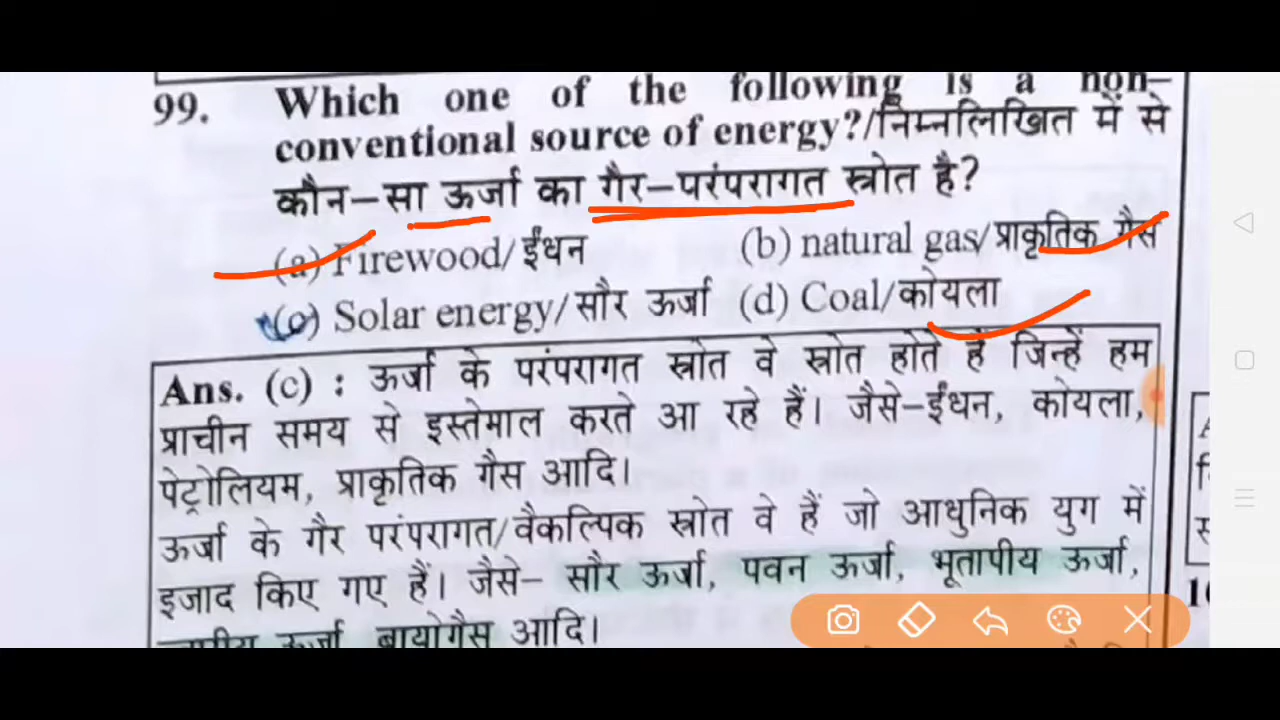 99. Which one of the following is a non-
conventional source of energy?/निम्नलिखित में से
कौन-सा ऊर्जा का गैर-परंपरागत स्त्रोत है?
(a) Firewood/ईंधन (b) natural gas/प्राकृतिक गैस
(c) Solar energy/सौर ऊर्जा (d) Coal/कोयला
Ans. (c) : ऊर्जा के परंपरागत स्त्रोत वे स्त्रोत होते हैं जिन्हें हम
प्राचीन समय से इस्तेमाल करते आ रहे हैं। जैसे-ईंधन, कोयला,
पेट्रोलियम, प्राकृतिक गैस आदि।
ऊर्जा के गैर परंपरागत/वैकल्पिक स्त्रोत वे हैं जो आधुनिक युग में
इजाद किए गए हैं। जैसे- सौर ऊर्जा, पवन ऊर्जा, भूतापीय ऊर्जा,
ऊर्जा, बायोगैस आदि।